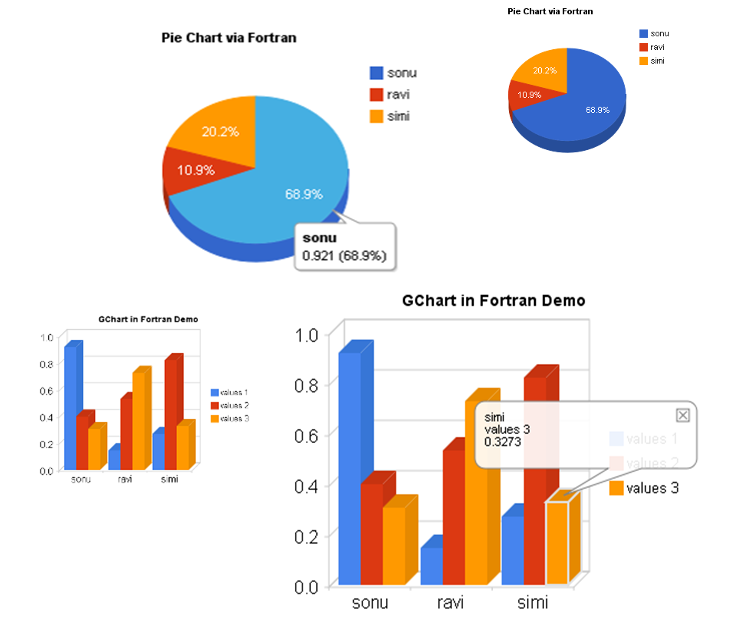 Pie Chart via Fortran
sonu
ravi
simi
20.2%
10.9%
68.9%
sonu
0.921 (68.9%)
Pie Chart via Fortran
sonu
ravi
simi
20.2%
10.9%
68.9%
GChart in Fortran Demo
1.0
0.8
0.6
0.4
0.2
0.0
sonu ravi simi
values 1
values 2
values 3
GChart in Fortran Demo
1.0
0.8
0.6
0.4
0.2
0.0
sonu ravi simi
simi
values 3
0.3273
values 1
values 2
values 3